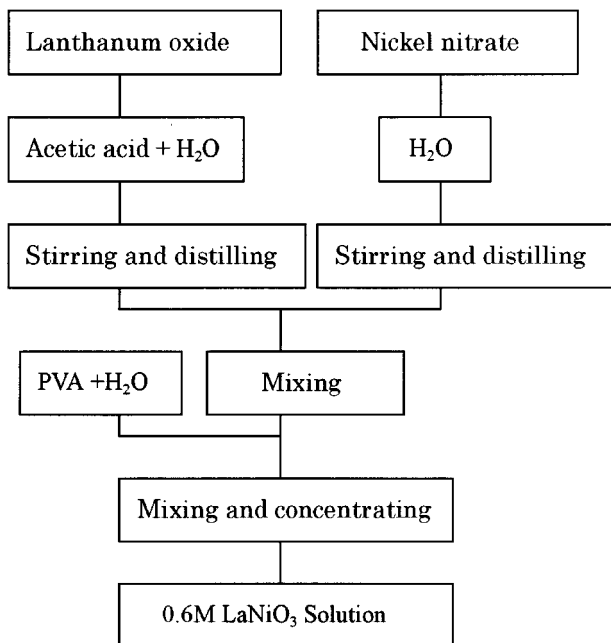 Lanthanum oxide
Nickel nitrate
Acetic acid + H₂O
H₂O
Stirring and distilling
Stirring and distilling
PVA +H₂O
Mixing
Mixing and concentrating
0.6M LaNiO₃ Solution